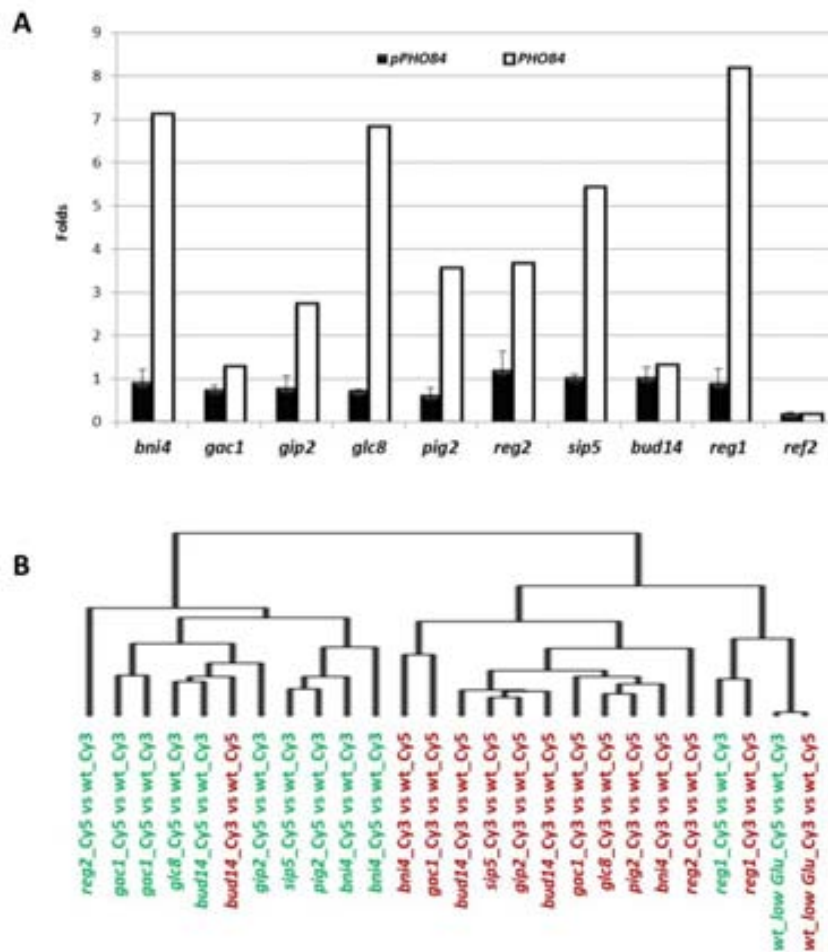 A
9
8
7
6
5
4
3
2
1
0
Folds
pPHO84
PHO84
bni4 gac1 gip2 glc8 pig2 reg2 sip5 bud14 reg1 ref2
B
reg2_Cy5 vs wt_Cy3
gac1_Cy5 vs wt_Cy3
gac1_Cy5 vs wt_Cy3
glc8_Cy5 vs wt_Cy3
bud14_Cy5 vs wt_Cy3
bud14_Cy3 vs wt_Cy5
gip2_Cy5 vs wt_Cy3
sip5_Cy5 vs wt_Cy3
pig2_Cy5 vs wt_Cy3
bni4_Cy5 vs wt_Cy3
bni4_Cy5 vs wt_Cy3
bni4_Cy3 vs wt_Cy5
gac1_Cy3 vs wt_Cy5
bud14_Cy3 vs wt_Cy5
sip5_Cy3 vs wt_Cy5
gip2_Cy3 vs wt_Cy5
bud14_Cy3 vs wt_Cy5
gac1_Cy3 vs wt_Cy5
glc8_Cy3 vs wt_Cy5
pig2_Cy3 vs wt_Cy5
bni4_Cy3 vs wt_Cy5
reg2_Cy3 vs wt_Cy5
reg1_Cy5 vs wt_Cy3
reg1_Cy3 vs wt_Cy5
wt_low Glu_Cy5 vs wt_Cy3
wt_low Glu_Cy3 vs wt_Cy5